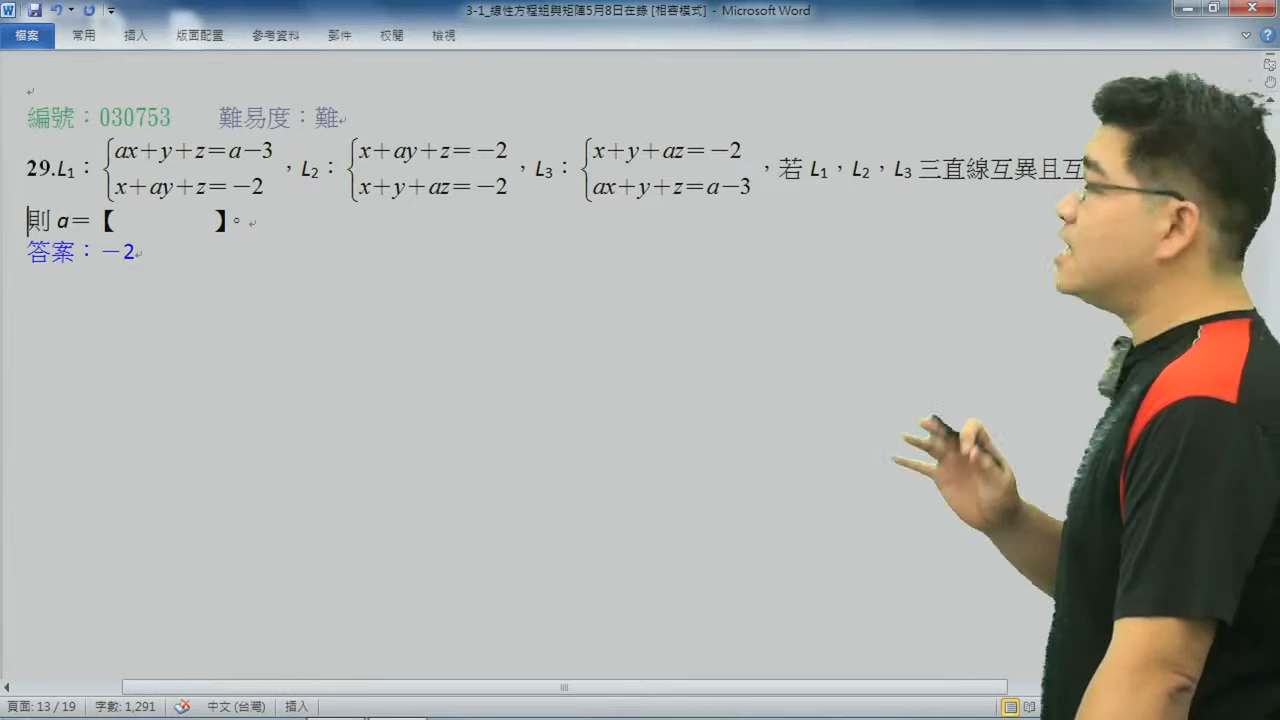 3-1_線性方程組與矩陣5月8日在錄 [相容模式] - Microsoft Word
檔案 常用 插入 版面配置 參考資料 郵件 校閱 檢視
編號：030753 難易度：難
29.L₁：{ax+y+z=a−3 ，L₂：{x+ay+z=−2 ，L₃：{x+y+az=−2 ，若 L₁，L₂，L₃ 三直線互異且互
x+ay+z=−2 x+y+az=−2 ax+y+z=a−3
則 a＝【 】。
答案：－2
頁面: 13 / 19 字數: 1,291 中文 (台灣) 插入